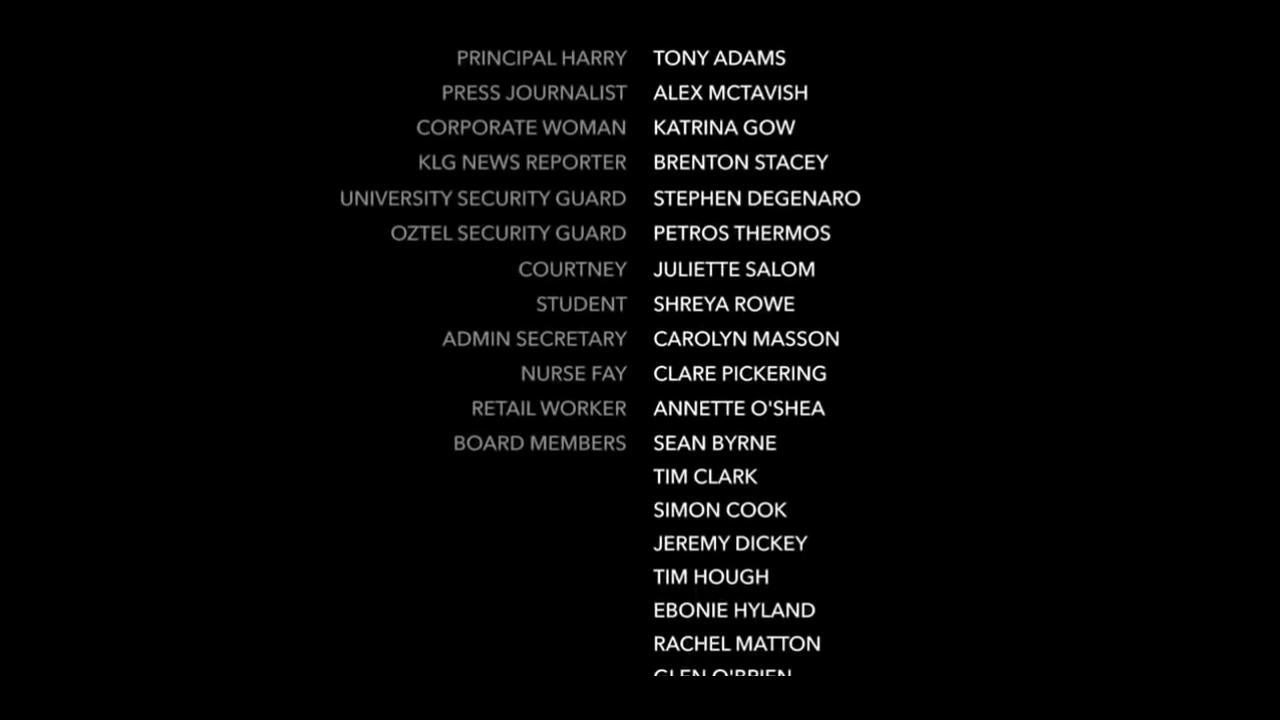 PRINCIPAL HARRY TONY ADAMS
PRESS JOURNALIST ALEX MCTAVISH
CORPORATE WOMAN KATRINA GOW
KLG NEWS REPORTER BRENTON STACEY
UNIVERSITY SECURITY GUARD STEPHEN DEGENARO
OZTEL SECURITY GUARD PETROS THERMOS
COURTNEY JULIETTE SALOM
STUDENT SHREYA ROWE
ADMIN SECRETARY CAROLYN MASSON
NURSE FAY CLARE PICKERING
RETAIL WORKER ANNETTE O'SHEA
BOARD MEMBERS SEAN BYRNE
TIM CLARK
SIMON COOK
JEREMY DICKEY
TIM HOUGH
EBONIE HYLAND
RACHEL MATTON
GLEN O'BRIEN